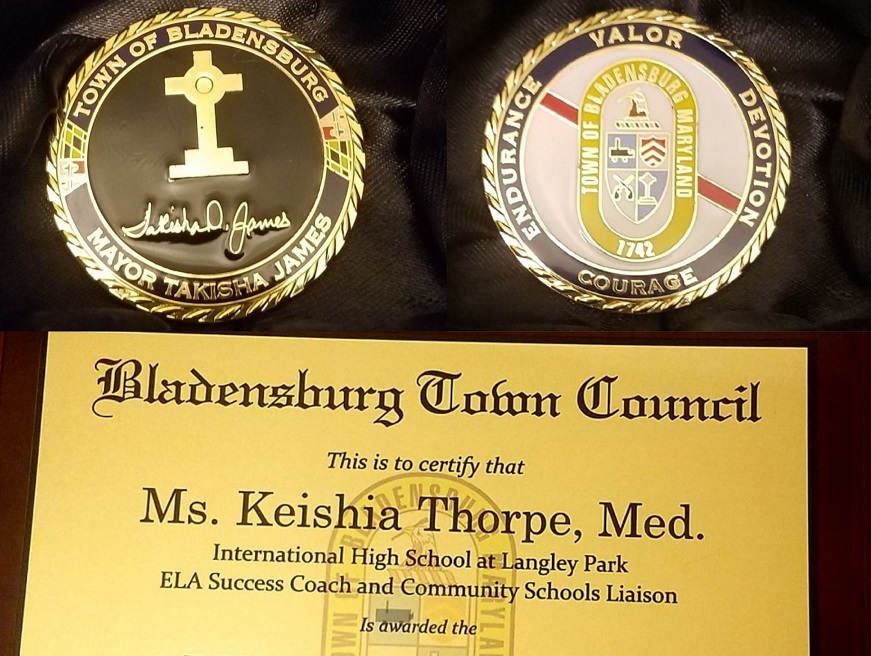 TOWN OF BLADENSBURG
Takisha D. James
MAYOR TAKISHA JAMES
VALOR
DEVOTION
COURAGE
ENDURANCE
TOWN OF BLADENSBURG MARYLAND
1742
Bladensburg Town Council
This is to certify that
Ms. Keishia Thorpe, Med.
International High School at Langley Park
ELA Success Coach and Community Schools Liaison
Is awarded the